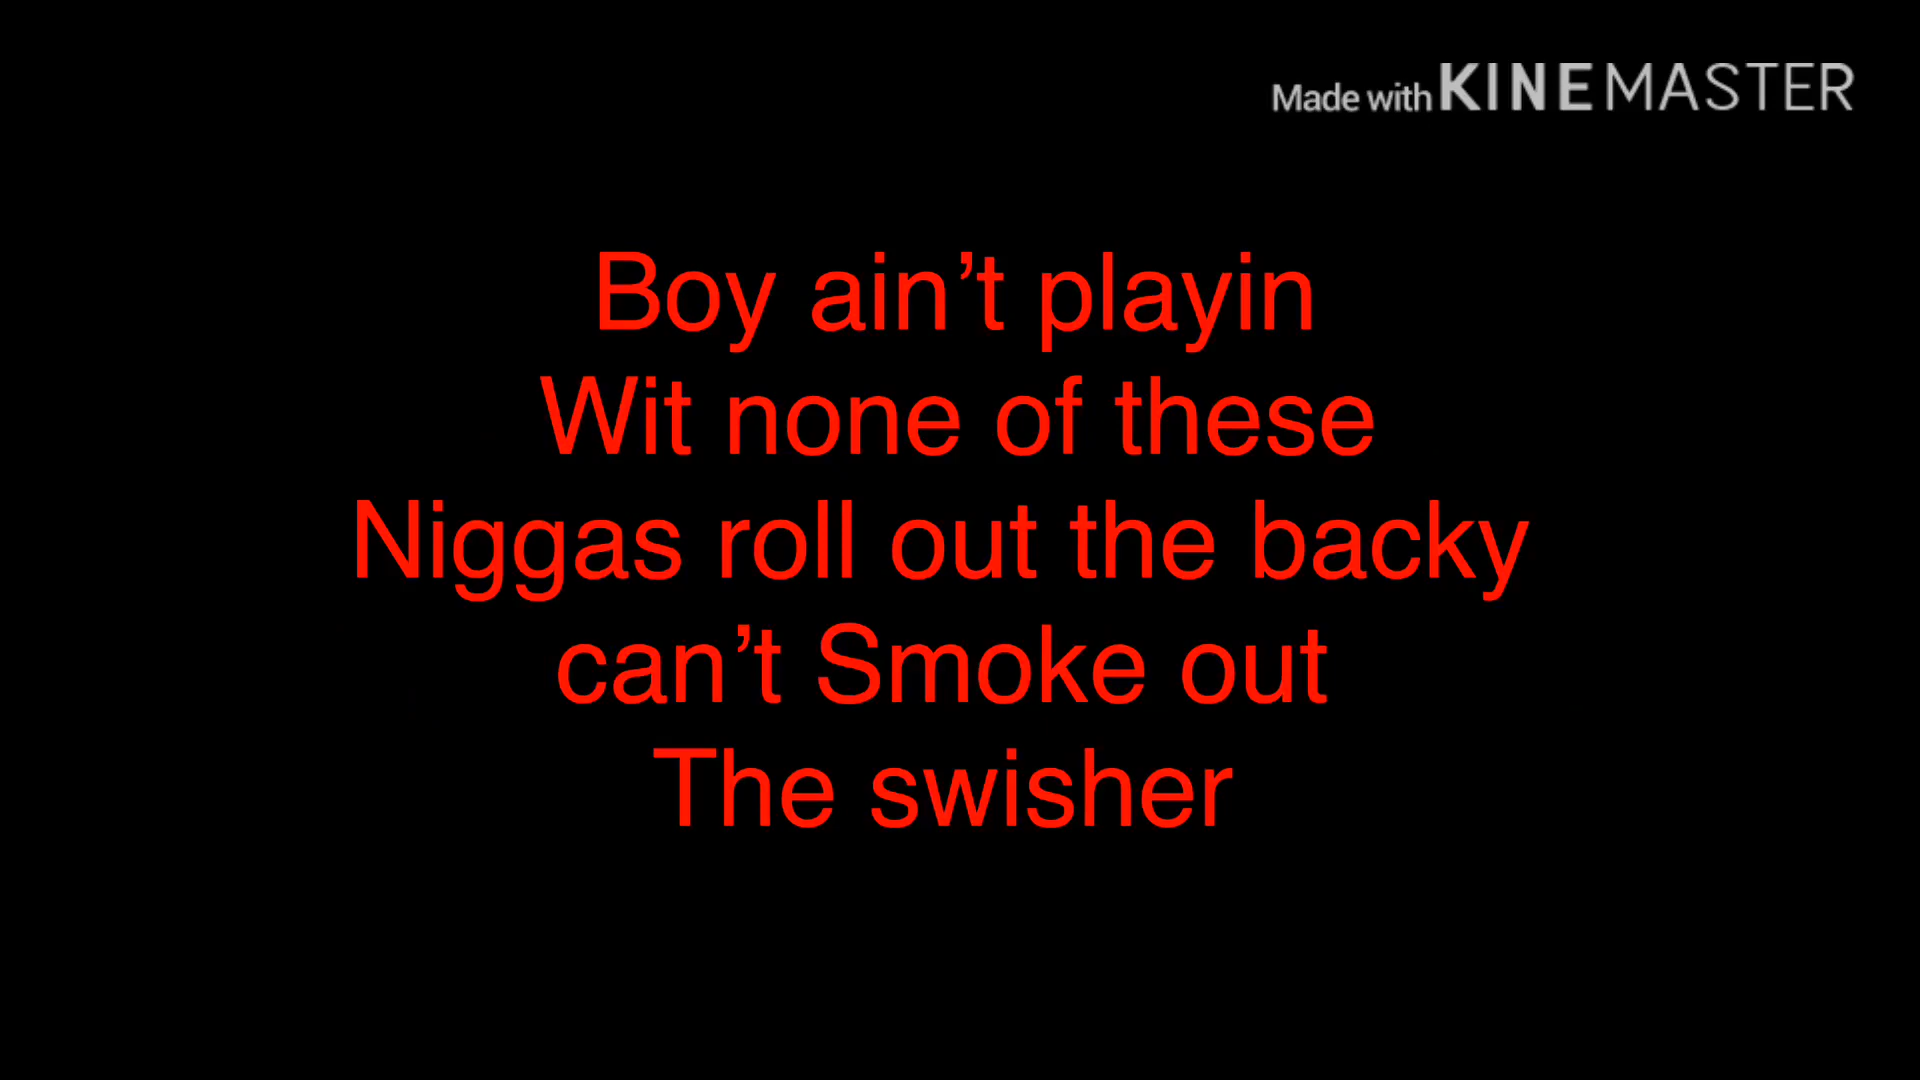 Made with KINEMASTER
Boy ain’t playin
Wit none of these
Niggas roll out the backy
can’t Smoke out
The swisher